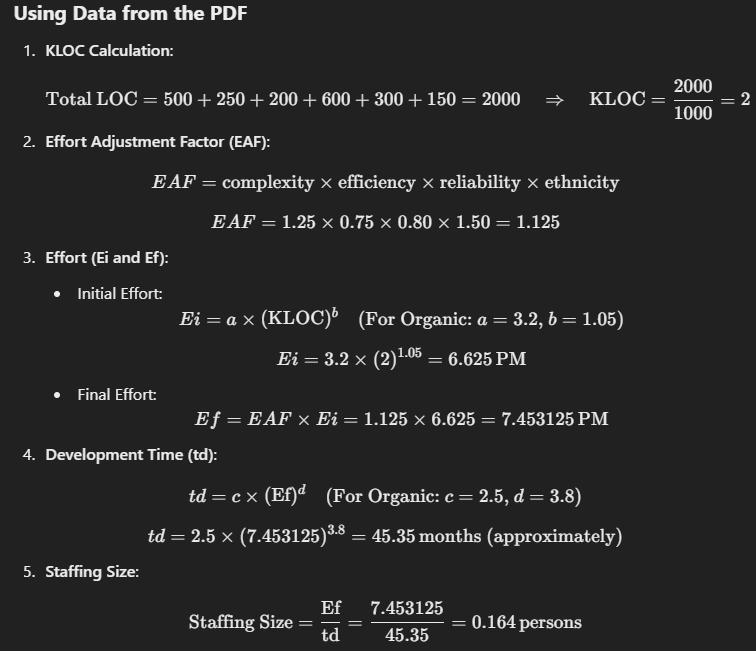 Using Data from the PDF
1. KLOC Calculation:
Total LOC = 500 + 250 + 200 + 600 + 300 + 150 = 2000 ⇒ KLOC = 2000/1000 = 2
2. Effort Adjustment Factor (EAF):
EAF = complexity × efficiency × reliability × ethnicity
EAF = 1.25 × 0.75 × 0.80 × 1.50 = 1.125
3. Effort (Ei and Ef):
• Initial Effort:
Ei = a × (KLOC)^b (For Organic: a = 3.2, b = 1.05)
Ei = 3.2 × (2)^1.05 = 6.625 PM
• Final Effort:
Ef = EAF × Ei = 1.125 × 6.625 = 7.453125 PM
4. Development Time (td):
td = c × (Ef)^d (For Organic: c = 2.5, d = 3.8)
td = 2.5 × (7.453125)^3.8 = 45.35 months (approximately)
5. Staffing Size:
Staffing Size = Ef/td = 7.453125/45.35 = 0.164 persons